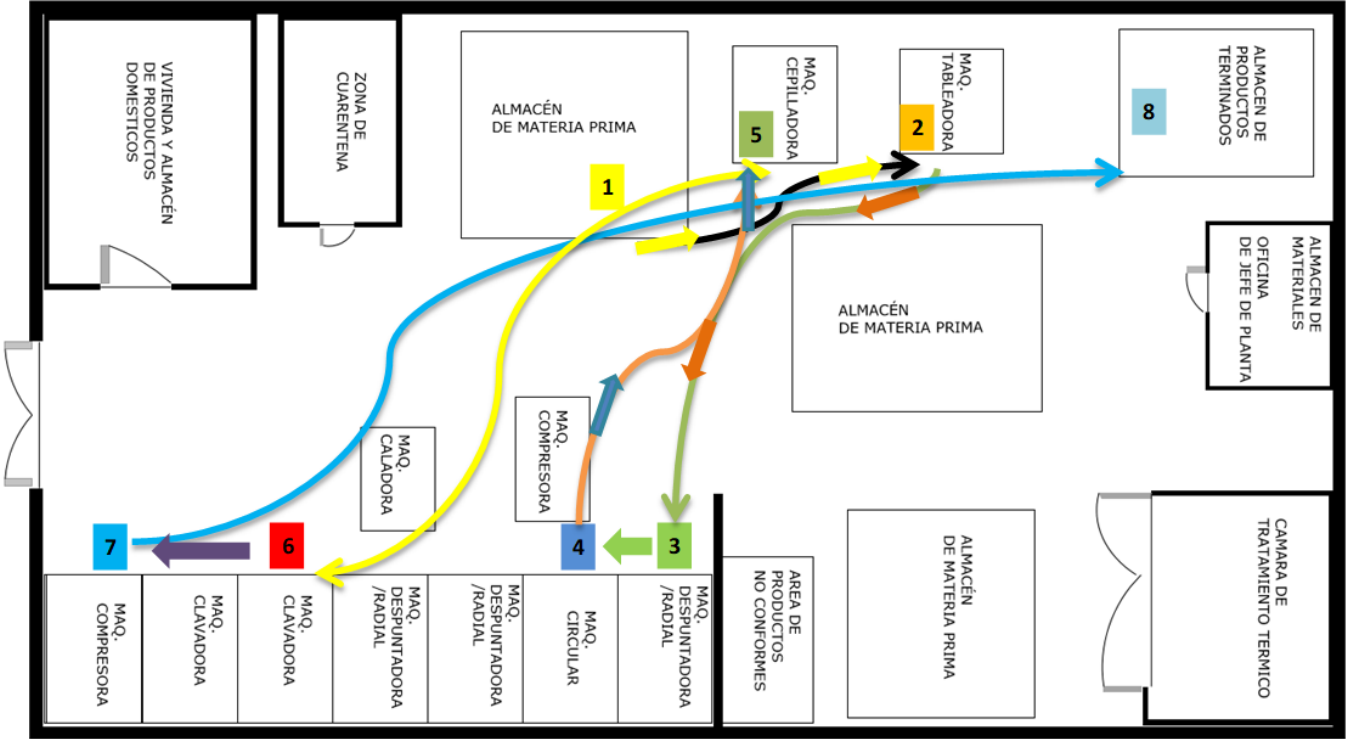 VIVIENDA Y ALMACÉN
DE PRODUCTOS
DOMESTICOS
ZONA DE
CUARENTENA
ALMACÉN
DE MATERIA PRIMA
1
MAQ.
CEPILLADORA
5
MAQ.
TABLEADORA
2
ALMACEN DE
PRODUCTOS
TERMINADOS
8
ALMACÉN
DE MATERIA PRIMA
ALMACEN DE
MATERIALES
OFICINA
DE JEFE DE PLANTA
MAQ.
CALADORA
MAQ.
COMPRESORA
7
6
4
3
MAQ.
COMPRESORA
MAQ.
CLAVADORA
MAQ.
CLAVADORA
MAQ.
DESPUNTADORA
/RADIAL
MAQ.
DESPUNTADORA
/RADIAL
MAQ.
CIRCULAR
MAQ.
DESPUNTADORA
/RADIAL
AREA DE
PRODUCTOS
NO CONFORMES
ALMACÉN
DE MATERIA PRIMA
CAMARA DE
TRATAMIENTO TERMICO